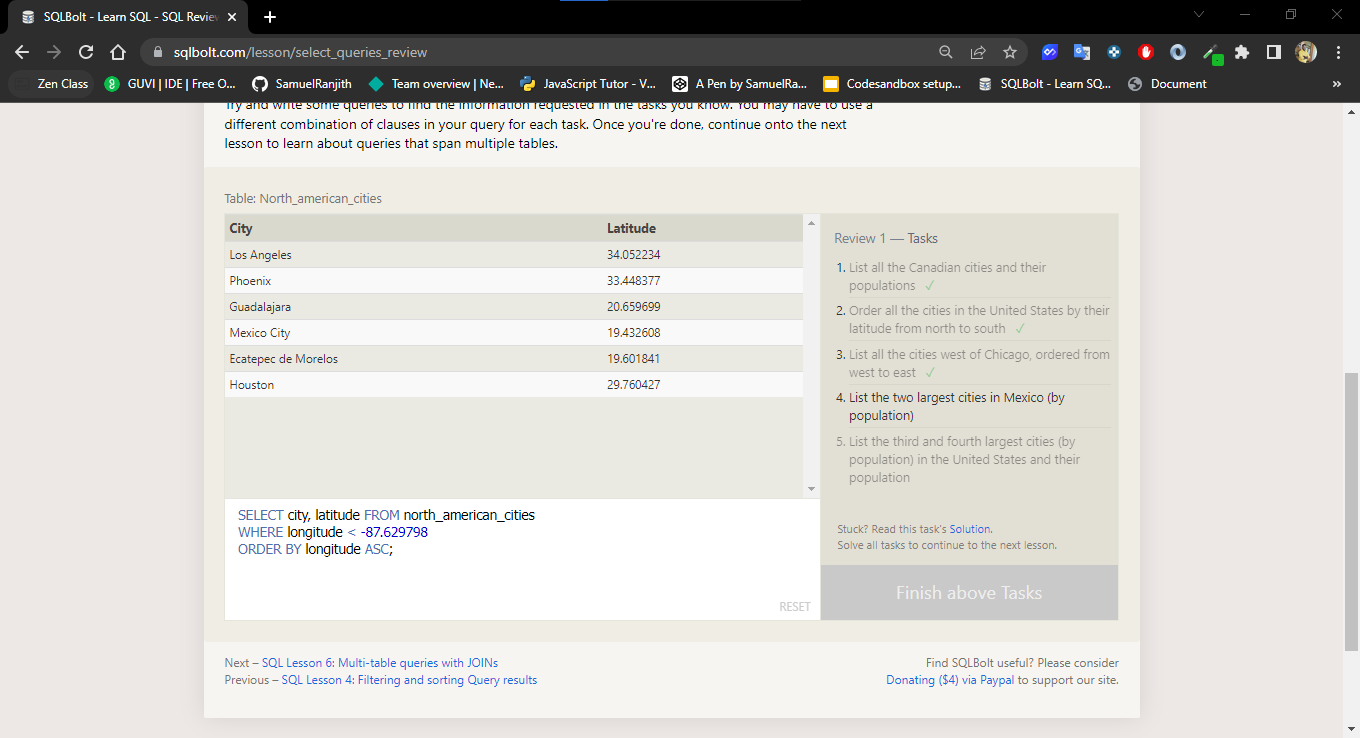 SQLBolt - Learn SQL - SQL Review
sqlbolt.com/lesson/select_queries_review
Zen Class
GUVI | IDE | Free O...
SamuelRanjith
Team overview | Ne...
JavaScript Tutor - V...
A Pen by SamuelRa...
Codesandbox setup...
SQLBolt - Learn SQ...
Document
»
Try and write some queries to find the information requested in the tasks you know. You may have to use a
different combination of clauses in your query for each task. Once you're done, continue onto the next
lesson to learn about queries that span multiple tables.
Table: North_american_cities
City Latitude
Los Angeles 34.052234
Phoenix 33.448377
Guadalajara 20.659699
Mexico City 19.432608
Ecatepec de Morelos 19.601841
Houston 29.760427
SELECT city, latitude FROM north_american_cities
WHERE longitude < -87.629798
ORDER BY longitude ASC;
RESET
Review 1 — Tasks
1. List all the Canadian cities and their
populations ✓
2. Order all the cities in the United States by their
latitude from north to south ✓
3. List all the cities west of Chicago, ordered from
west to east ✓
4. List the two largest cities in Mexico (by
population)
5. List the third and fourth largest cities (by
population) in the United States and their
population
Stuck? Read this task's Solution.
Solve all tasks to continue to the next lesson.
Finish above Tasks
Next – SQL Lesson 6: Multi-table queries with JOINs
Previous – SQL Lesson 4: Filtering and sorting Query results
Find SQLBolt useful? Please consider
Donating ($4) via Paypal to support our site.